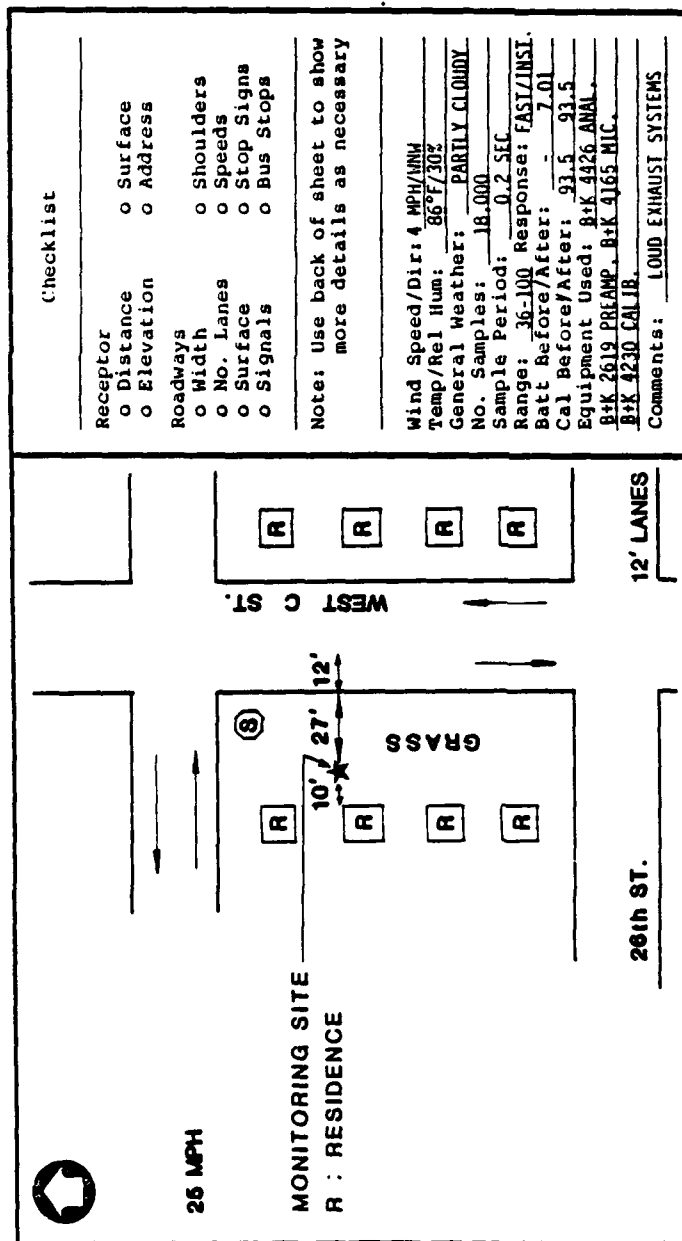 25 MPH
MONITORING SITE
R : RESIDENCE
26th ST.
R
R
R
R
S
10'
27'
12'
GRASS
WEST C ST.
R
R
R
R
12' LANES
Checklist
Receptor
o Distance o Surface
o Elevation o Address
Roadways
o Width o Shoulders
o No. Lanes o Speeds
o Surface o Stop Signs
o Signals o Bus Stops
Note: Use back of sheet to show
more details as necessary
Wind Speed/Dir: 4 MPH/WNW
Temp/Rel Hum: 86°F/30%
General Weather: PARTLY CLOUDY
No. Samples: 18.000
Sample Period: 0.2 SEC
Range: 36-100 Response: FAST/INST.
Batt Before/After: - 7.01
Cal Before/After: 93.5 93.5
Equipment Used: B+K 4426 ANAL.
B+K 2619 PREAMP. B+K 4165 MIC.
B+K 4230 CALIB.
Comments: LOUD EXHAUST SYSTEMS